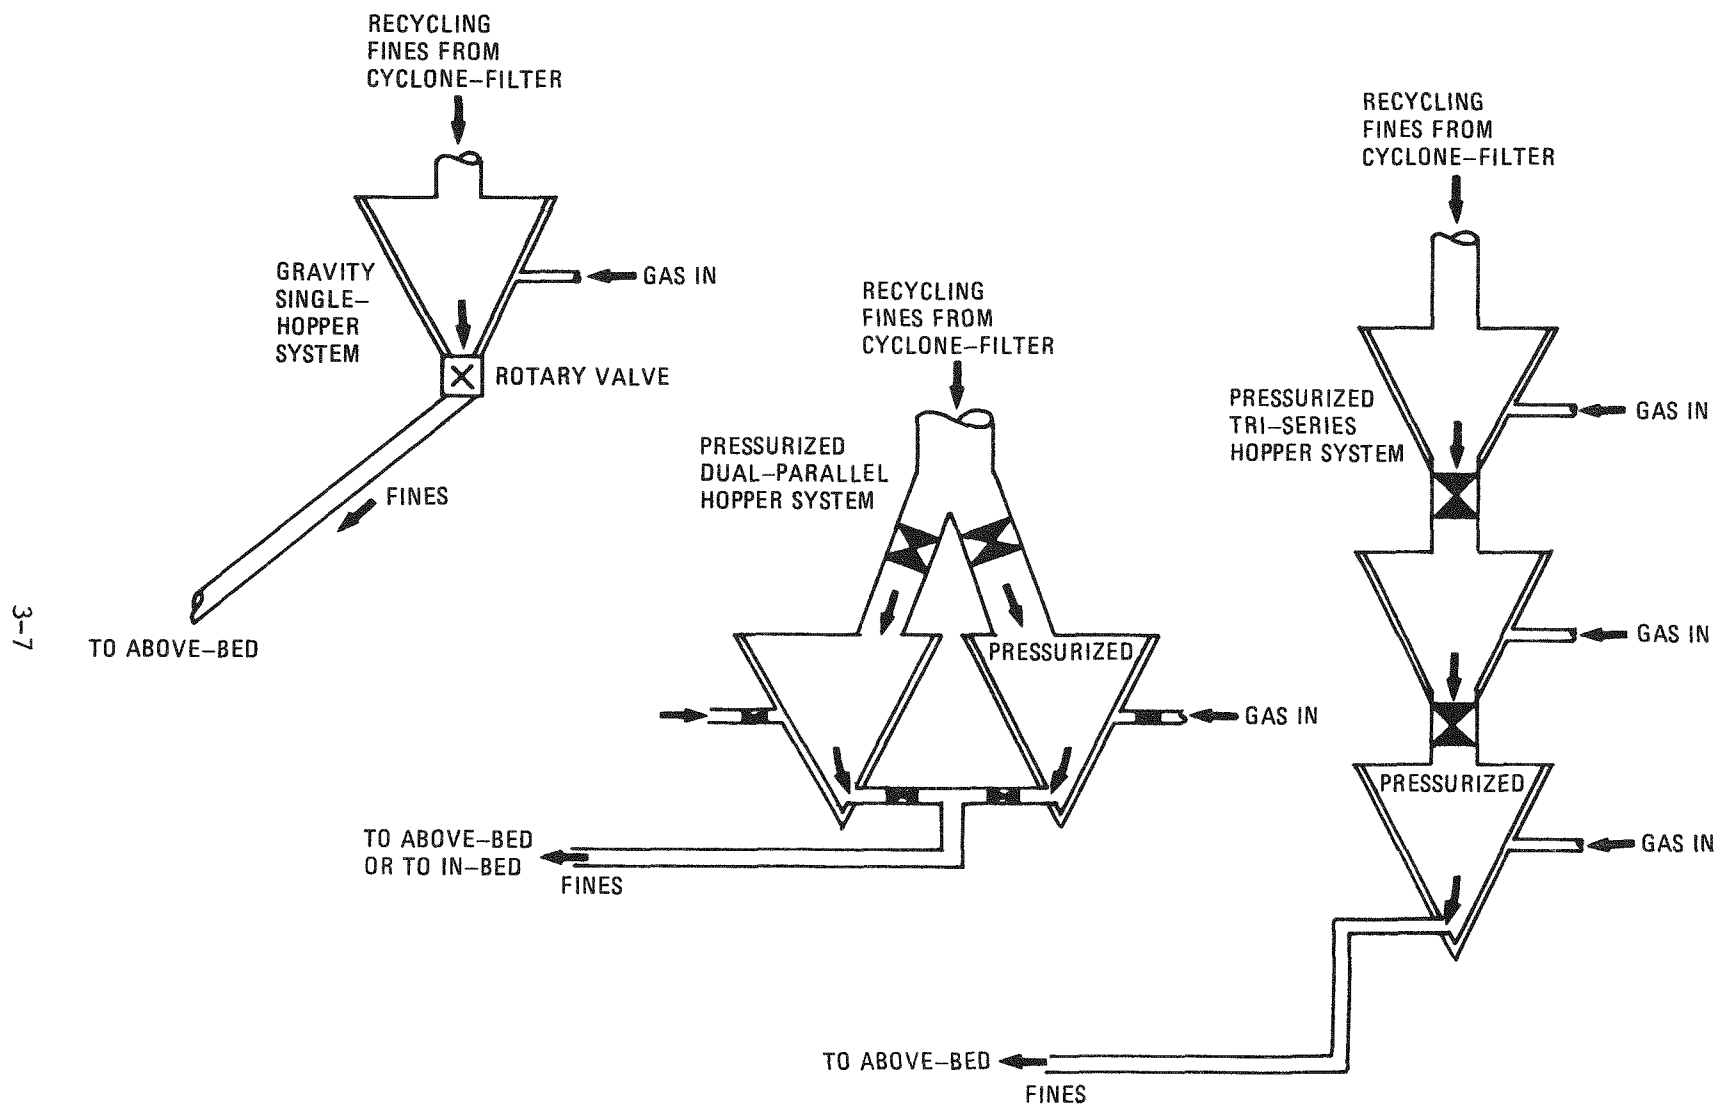 RECYCLING
FINES FROM
CYCLONE-FILTER
GRAVITY
SINGLE-
HOPPER
SYSTEM
GAS IN
ROTARY VALVE
FINES
TO ABOVE-BED
3-7
RECYCLING
FINES FROM
CYCLONE-FILTER
PRESSURIZED
DUAL-PARALLEL
HOPPER SYSTEM
PRESSURIZED
GAS IN
TO ABOVE-BED
OR TO IN-BED
FINES
RECYCLING
FINES FROM
CYCLONE-FILTER
PRESSURIZED
TRI-SERIES
HOPPER SYSTEM
GAS IN
GAS IN
PRESSURIZED
GAS IN
TO ABOVE-BED
FINES